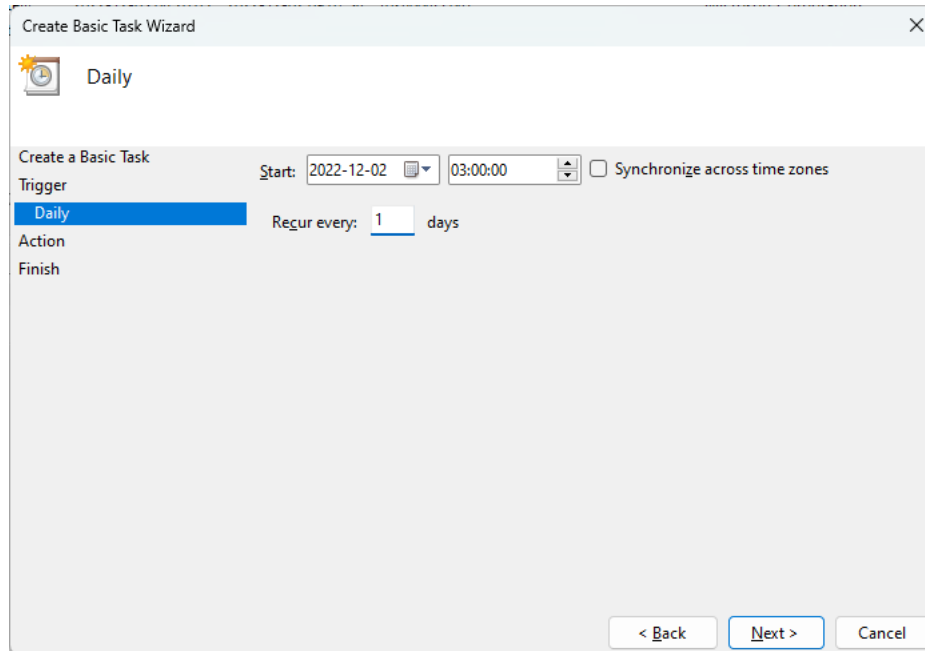 Create Basic Task Wizard
Daily
Create a Basic Task
Trigger
Daily
Action
Finish
Start: 2022-12-02 03:00:00 Synchronize across time zones
Recur every: 1 days
< Back Next > Cancel